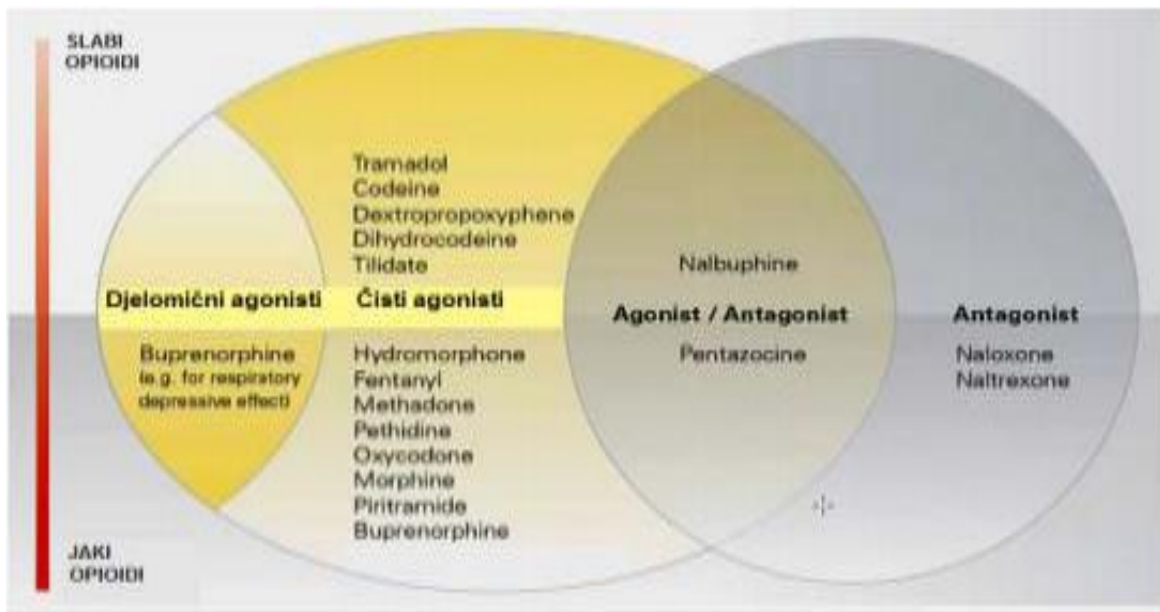 SLABI
OPIOIDI
Tramadol
Codeine
Dextropropoxyphene
Dihydrocodeine
Tilidate
Nalbuphine
Djelomični agonisti
Čisti agonisti
Agonist / Antagonist
Antagonist
Buprenorphine
(e.g. for respiratory
depressive effect)
Hydromorphone
Fentanyl
Methadone
Pethidine
Oxycodone
Morphine
Piritramide
Buprenorphine
Pentazocine
Naloxone
Naltrexone
JAKI
OPIOIDI